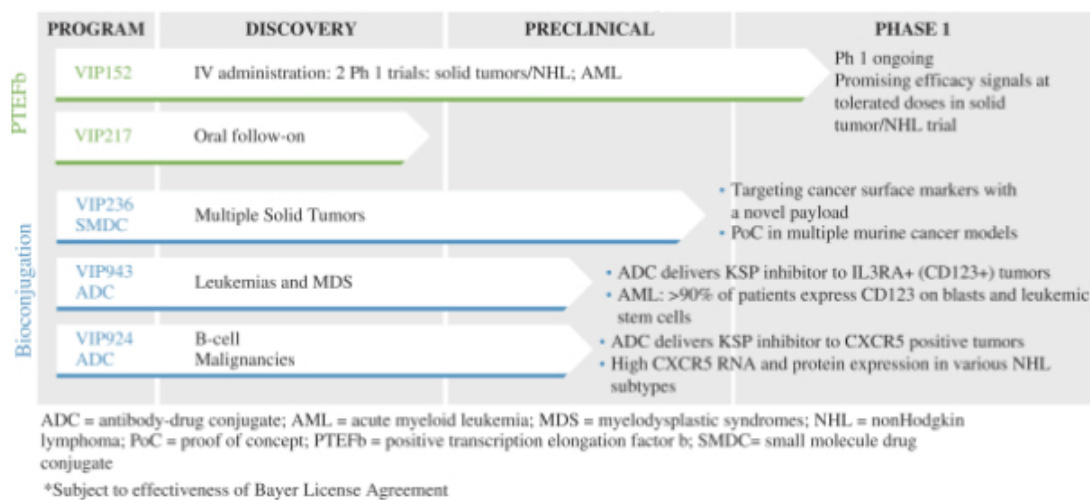 PROGRAM DISCOVERY PRECLINICAL PHASE 1
PTEFb
VIP152 IV administration: 2 Ph 1 trials: solid tumors/NHL; AML
Ph 1 ongoing
Promising efficacy signals at
tolerated doses in solid
tumor/NHL trial
VIP217 Oral follow-on
Bioconjugation
VIP236
SMDC
Multiple Solid Tumors
• Targeting cancer surface markers with
a novel payload
• PoC in multiple murine cancer models
VIP943
ADC
Leukemias and MDS
• ADC delivers KSP inhibitor to IL3RA+ (CD123+) tumors
• AML: >90% of patients express CD123 on blasts and leukemic
stem cells
VIP924
ADC
B-cell
Malignancies
• ADC delivers KSP inhibitor to CXCR5 positive tumors
• High CXCR5 RNA and protein expression in various NHL
subtypes
ADC = antibody-drug conjugate; AML = acute myeloid leukemia; MDS = myelodysplastic syndromes; NHL = nonHodgkin
lymphoma; PoC = proof of concept; PTEFb = positive transcription elongation factor b; SMDC= small molecule drug
conjugate
*Subject to effectiveness of Bayer License Agreement